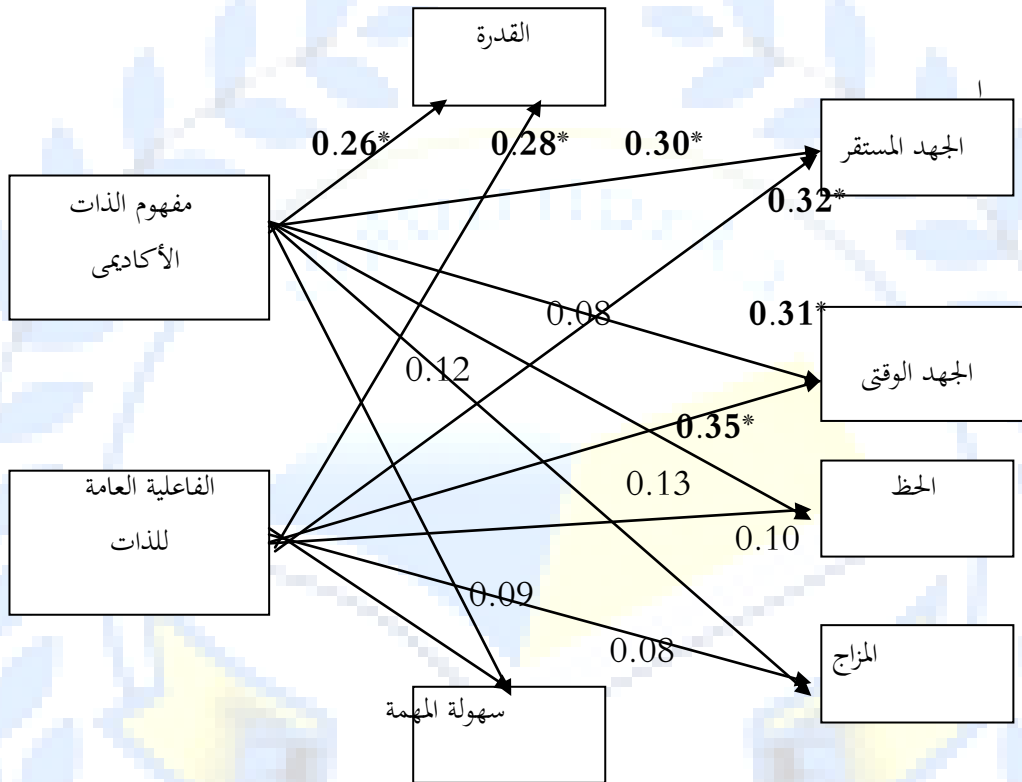 القدرة
ا
0.26*
0.28*
0.30*
الجهد المستقر
مفهوم الذات
الأكاديمى
0.32*
0.08
0.31*
0.12
الجهد الوقتى
0.35*
الفاعلية العامة
للذات
0.13
الحظ
0.10
0.09
0.08
المزاج
سهولة المهمة